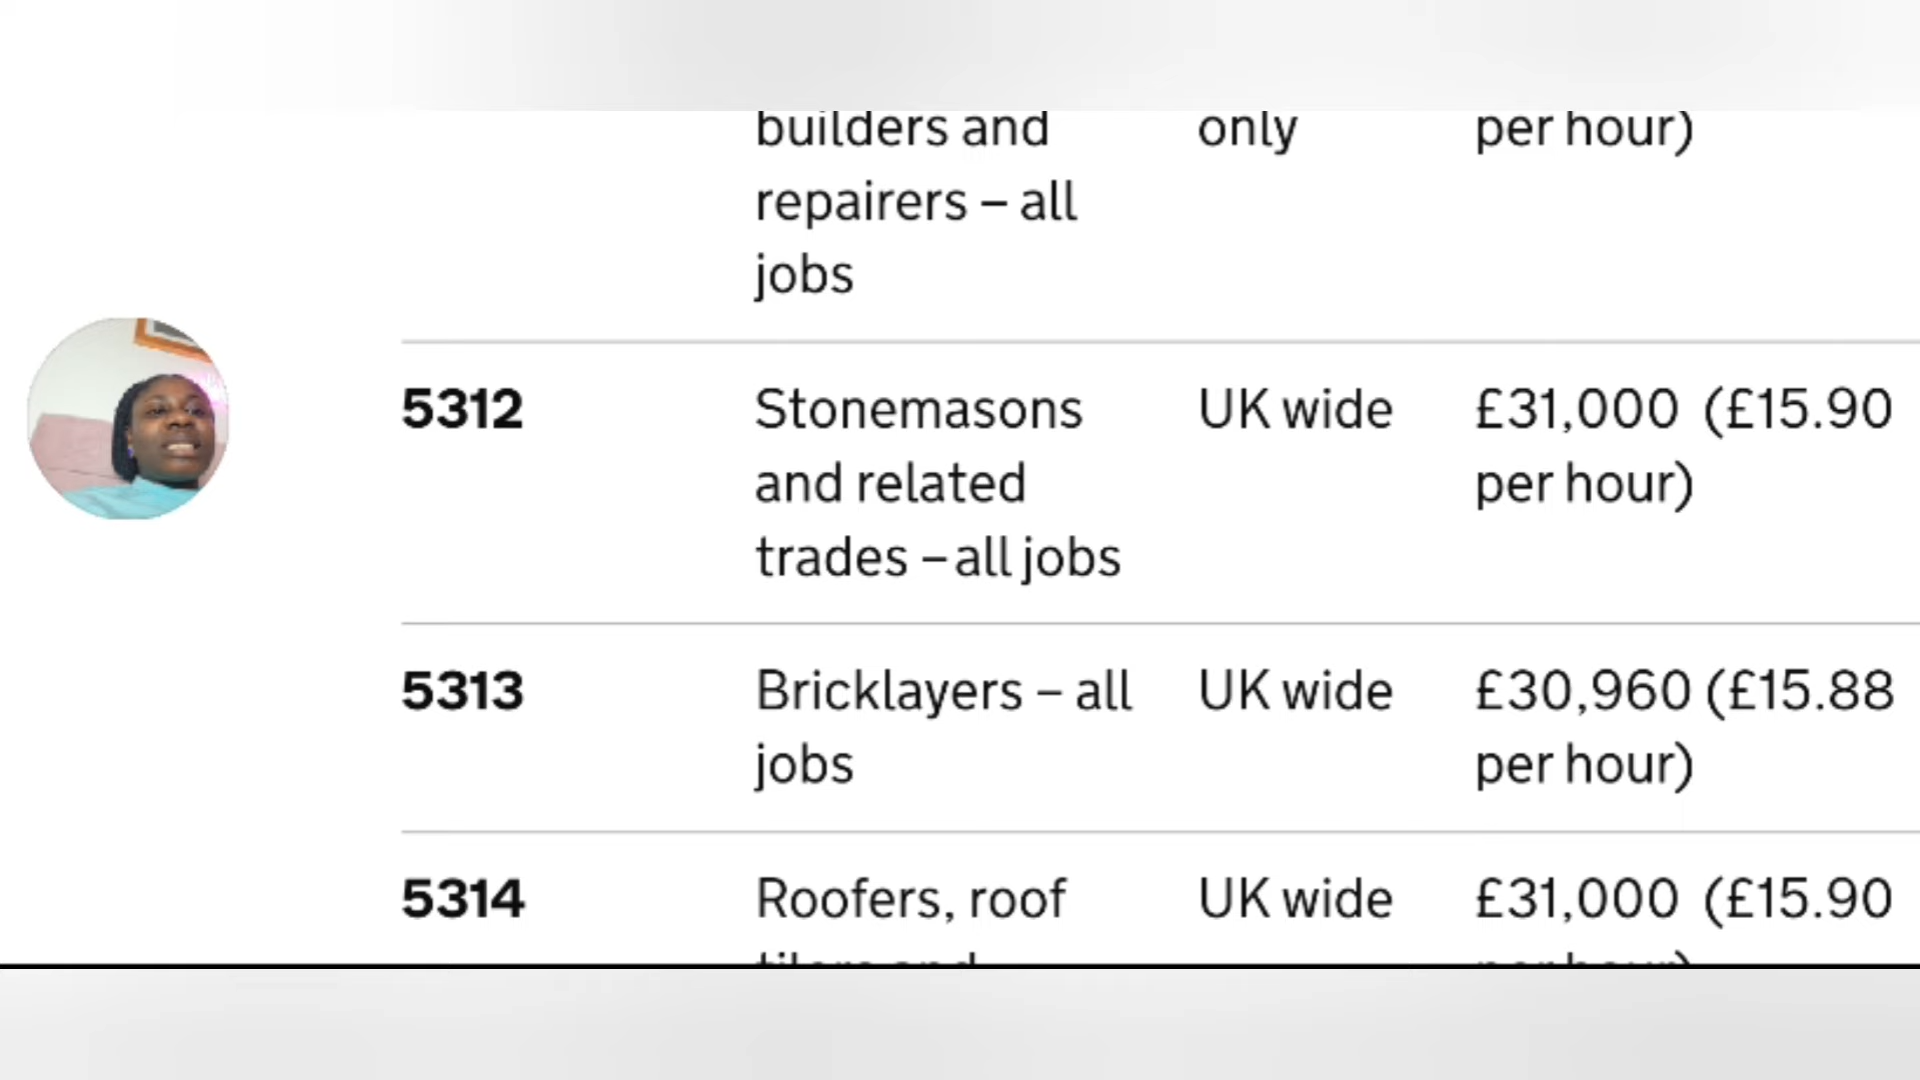 builders and only per hour)
repairers – all
jobs
5312 Stonemasons UK wide £31,000 (£15.90
and related per hour)
trades – all jobs
5313 Bricklayers – all UK wide £30,960 (£15.88
jobs per hour)
5314 Roofers, roof UK wide £31,000 (£15.90